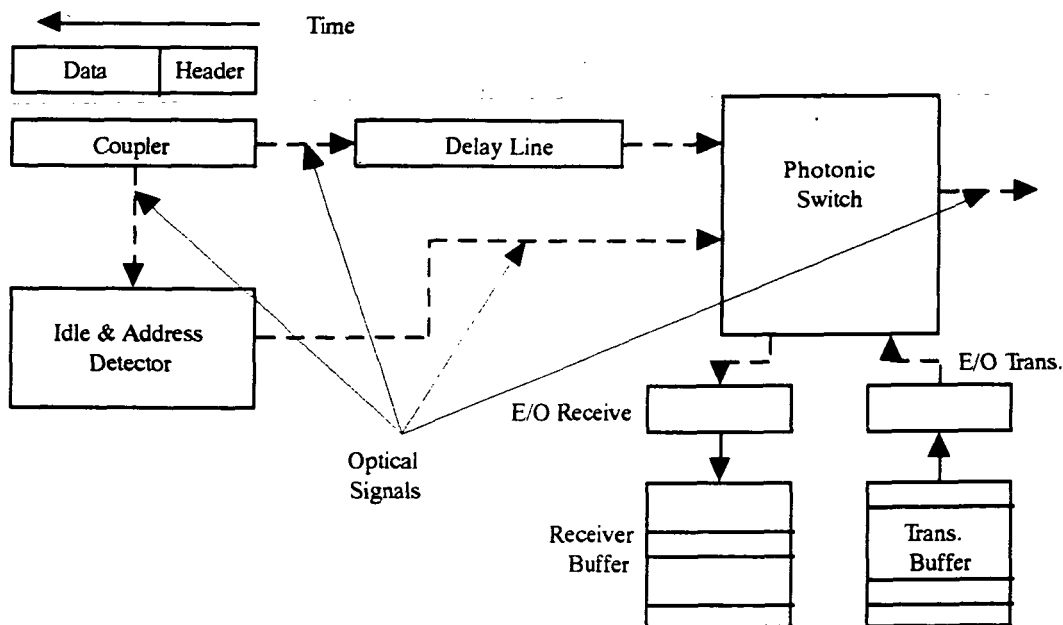 Time
Data
Header
Coupler
Delay Line
Photonic
Switch
Idle & Address
Detector
E/O Trans.
E/O Receive
Optical
Signals
Receiver
Buffer
Trans.
Buffer